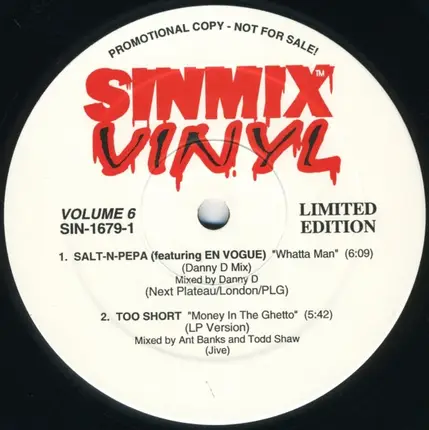 PROMOTIONAL COPY - NOT FOR SALE!
SINMIX™
VINYL
VOLUME 6
SIN-1679-1
LIMITED
EDITION
1. SALT-N-PEPA (featuring EN VOGUE) "Whatta Man" (6:09)
(Danny D Mix)
Mixed by Danny D
(Next Plateau/London/PLG)
2. TOO SHORT "Money In The Ghetto" (5:42)
(LP Version)
Mixed by Ant Banks and Todd Shaw
(Jive)